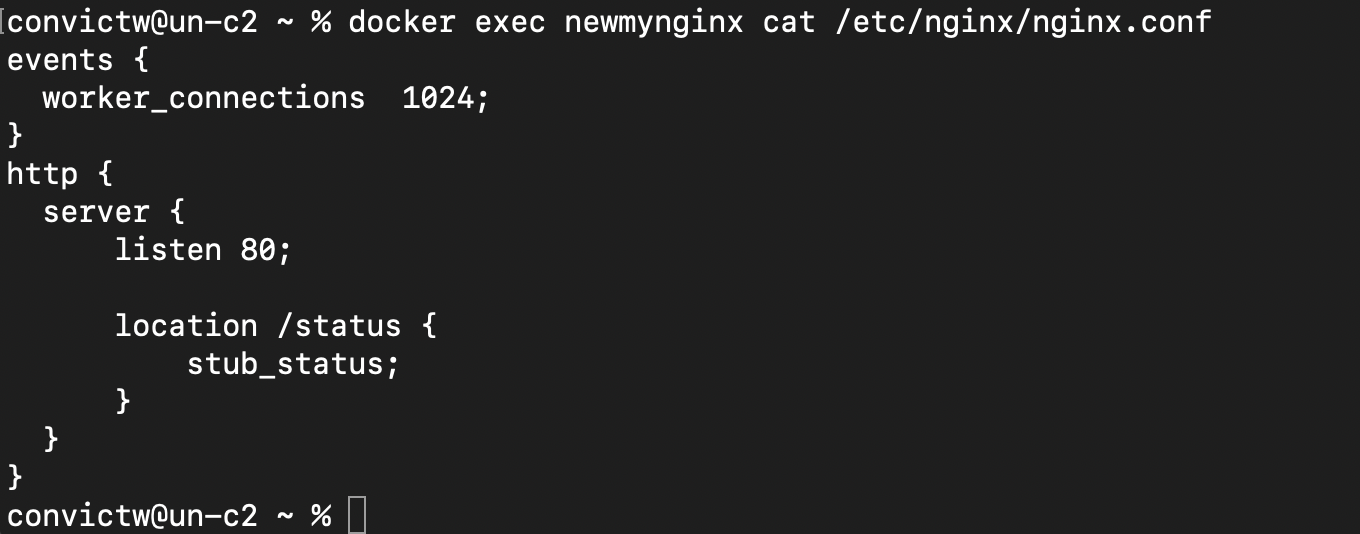 convictw@un-c2 ~ % docker exec newmynginx cat /etc/nginx/nginx.conf
events {
  worker_connections  1024;
}
http {
  server {
      listen 80;

      location /status {
          stub_status;
      }
  }
}
convictw@un-c2 ~ %